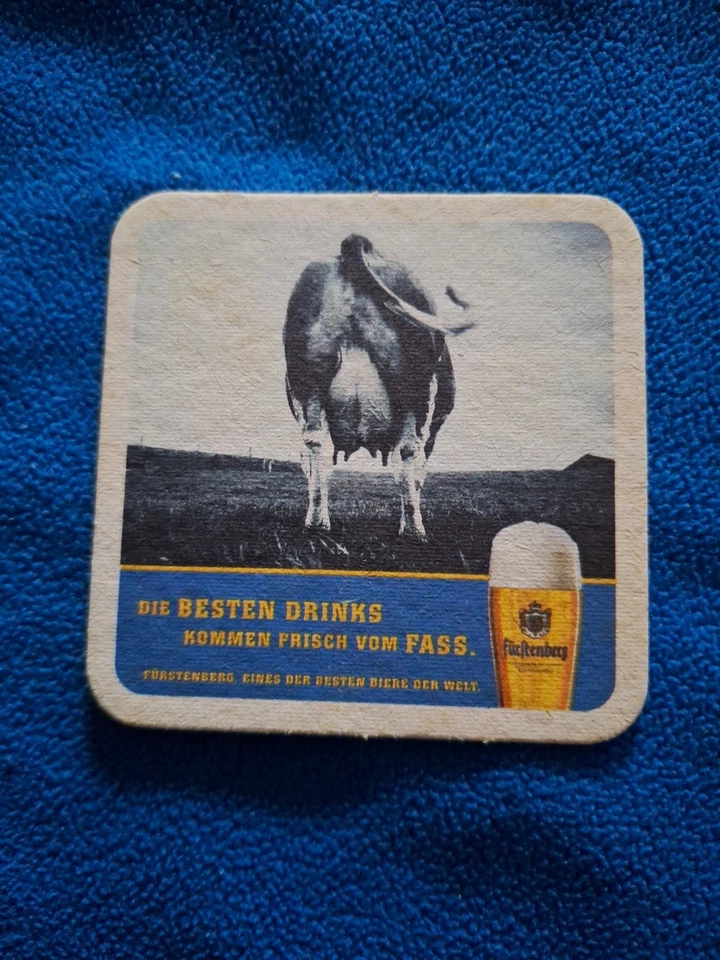 DIE BESTEN DRINKS
KOMMEN FRISCH VOM FASS.
FÜRSTENBERG. EINES DER BESTEN BIERE DER WELT.
Fürstenberg